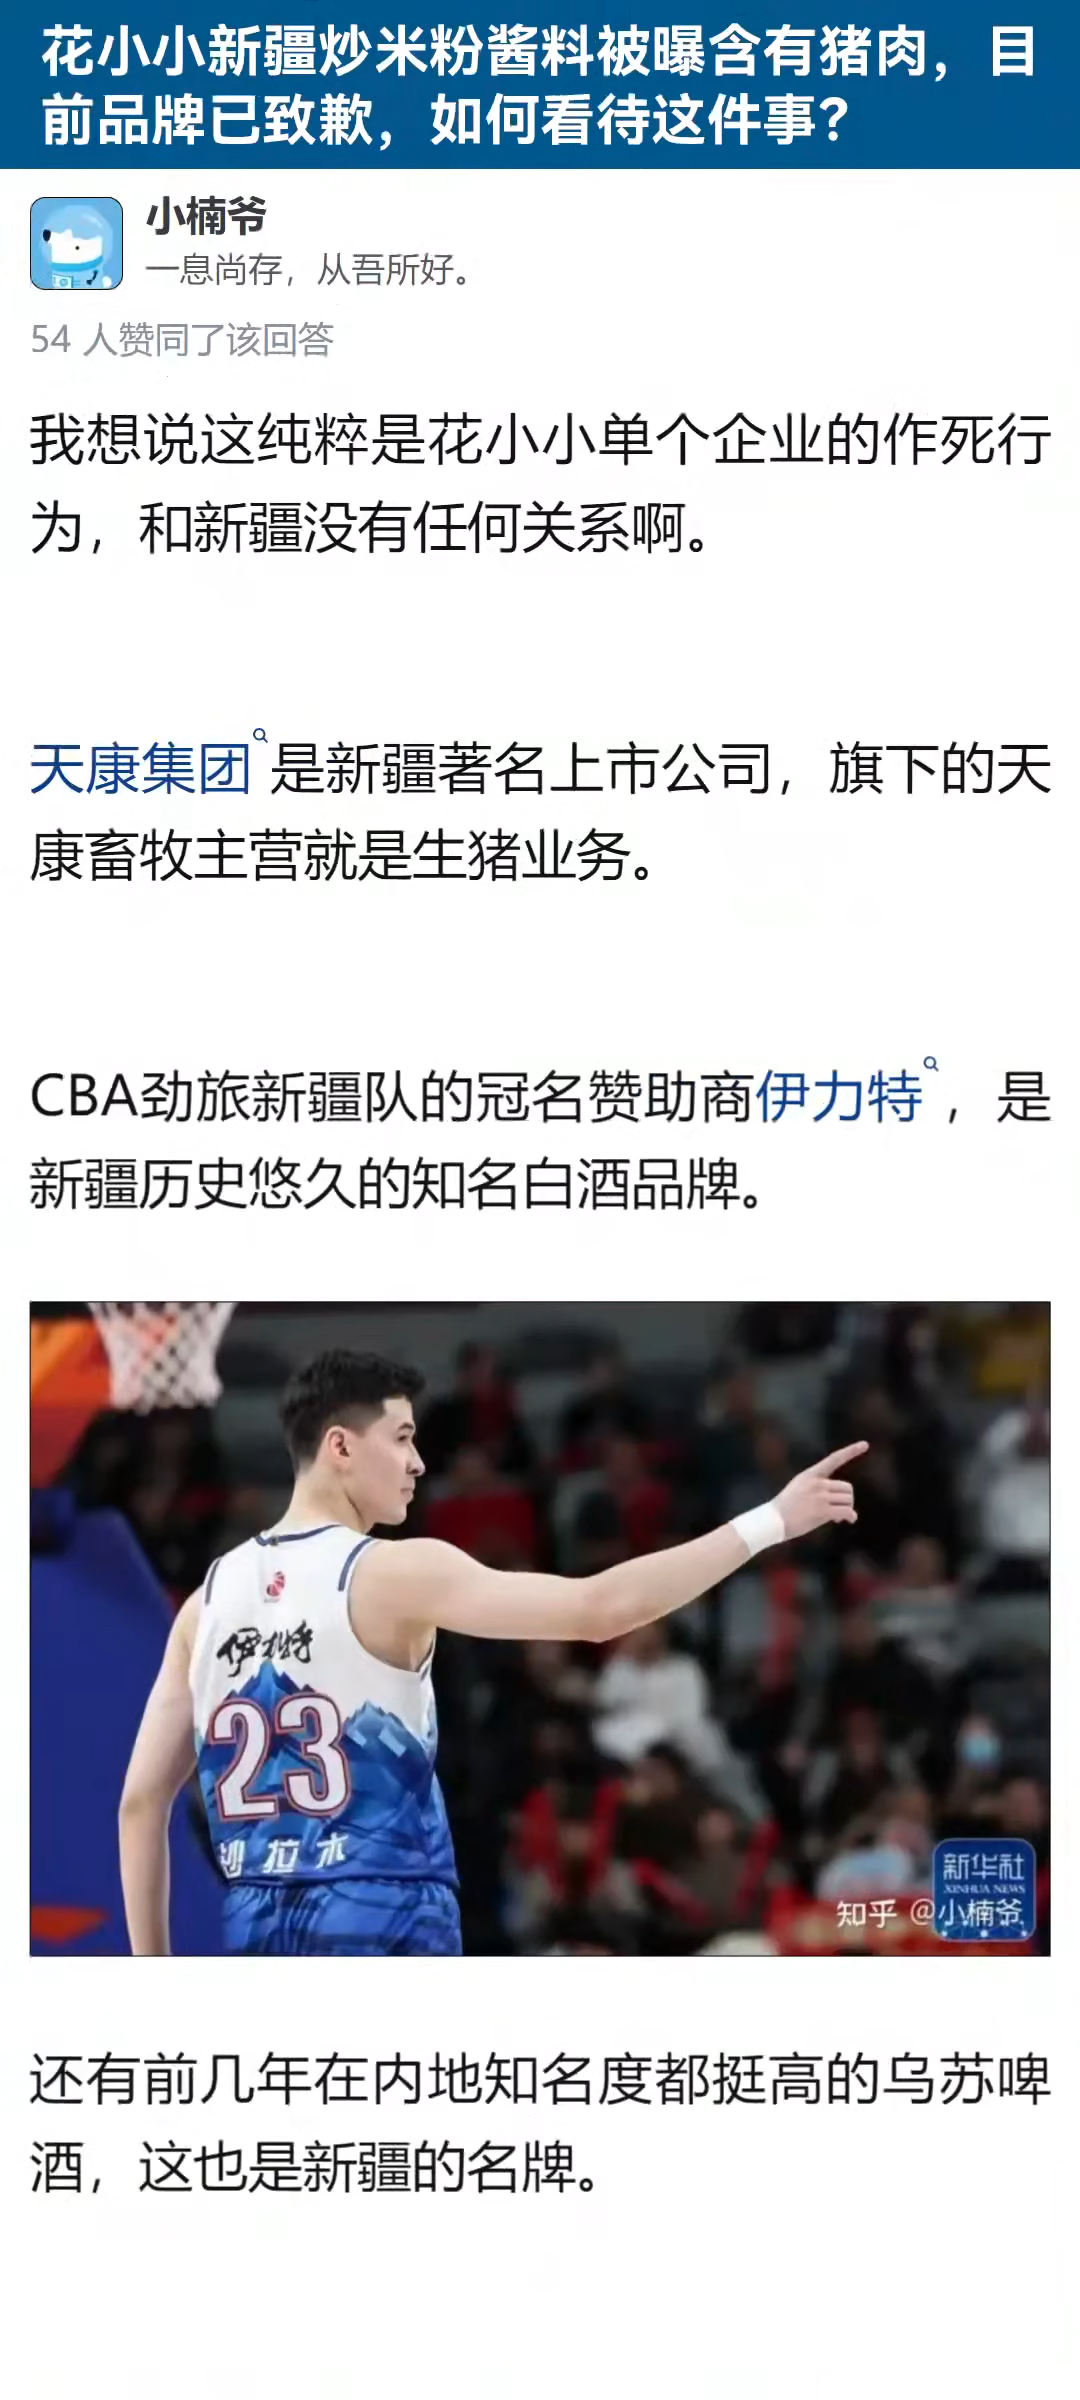 花小小新疆炒米粉酱料被曝含有猪肉，目
前品牌已致歉，如何看待这件事？
小楠爷
一息尚存，从吾所好。
54 人赞同了该回答
我想说这纯粹是花小小单个企业的作死行
为，和新疆没有任何关系啊。
天康集团是新疆著名上市公司，旗下的天
康畜牧主营就是生猪业务。
CBA劲旅新疆队的冠名赞助商伊力特，是
新疆历史悠久的知名白酒品牌。
伊力特
23
沙拉木
新华社
XINHUA NEWS
知乎 @小楠爷
还有前几年在内地知名度都挺高的乌苏啤
酒，这也是新疆的名牌。